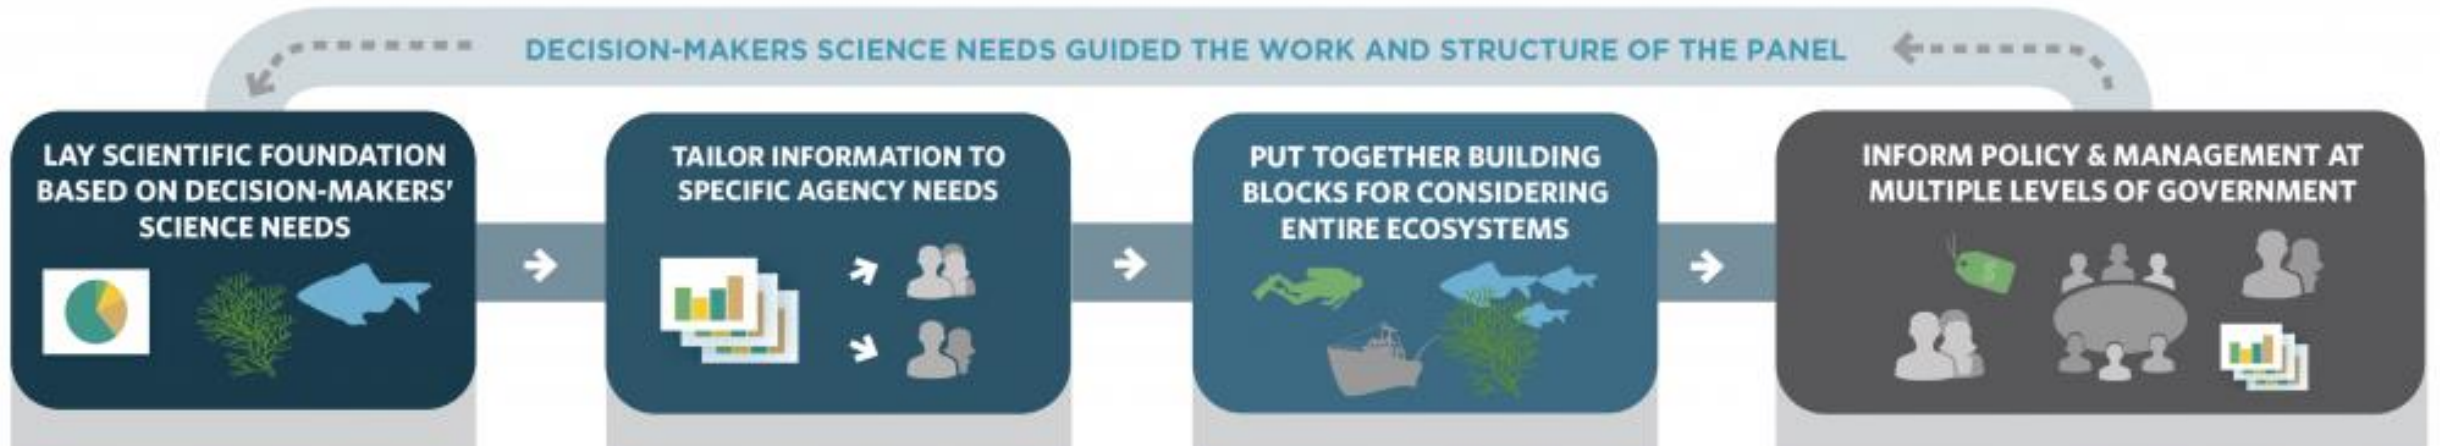 DECISION-MAKERS SCIENCE NEEDS GUIDED THE WORK AND STRUCTURE OF THE PANEL
LAY SCIENTIFIC FOUNDATION
BASED ON DECISION-MAKERS'
SCIENCE NEEDS
TAILOR INFORMATION TO
SPECIFIC AGENCY NEEDS
PUT TOGETHER BUILDING
BLOCKS FOR CONSIDERING
ENTIRE ECOSYSTEMS
INFORM POLICY & MANAGEMENT AT
MULTIPLE LEVELS OF GOVERNMENT
$